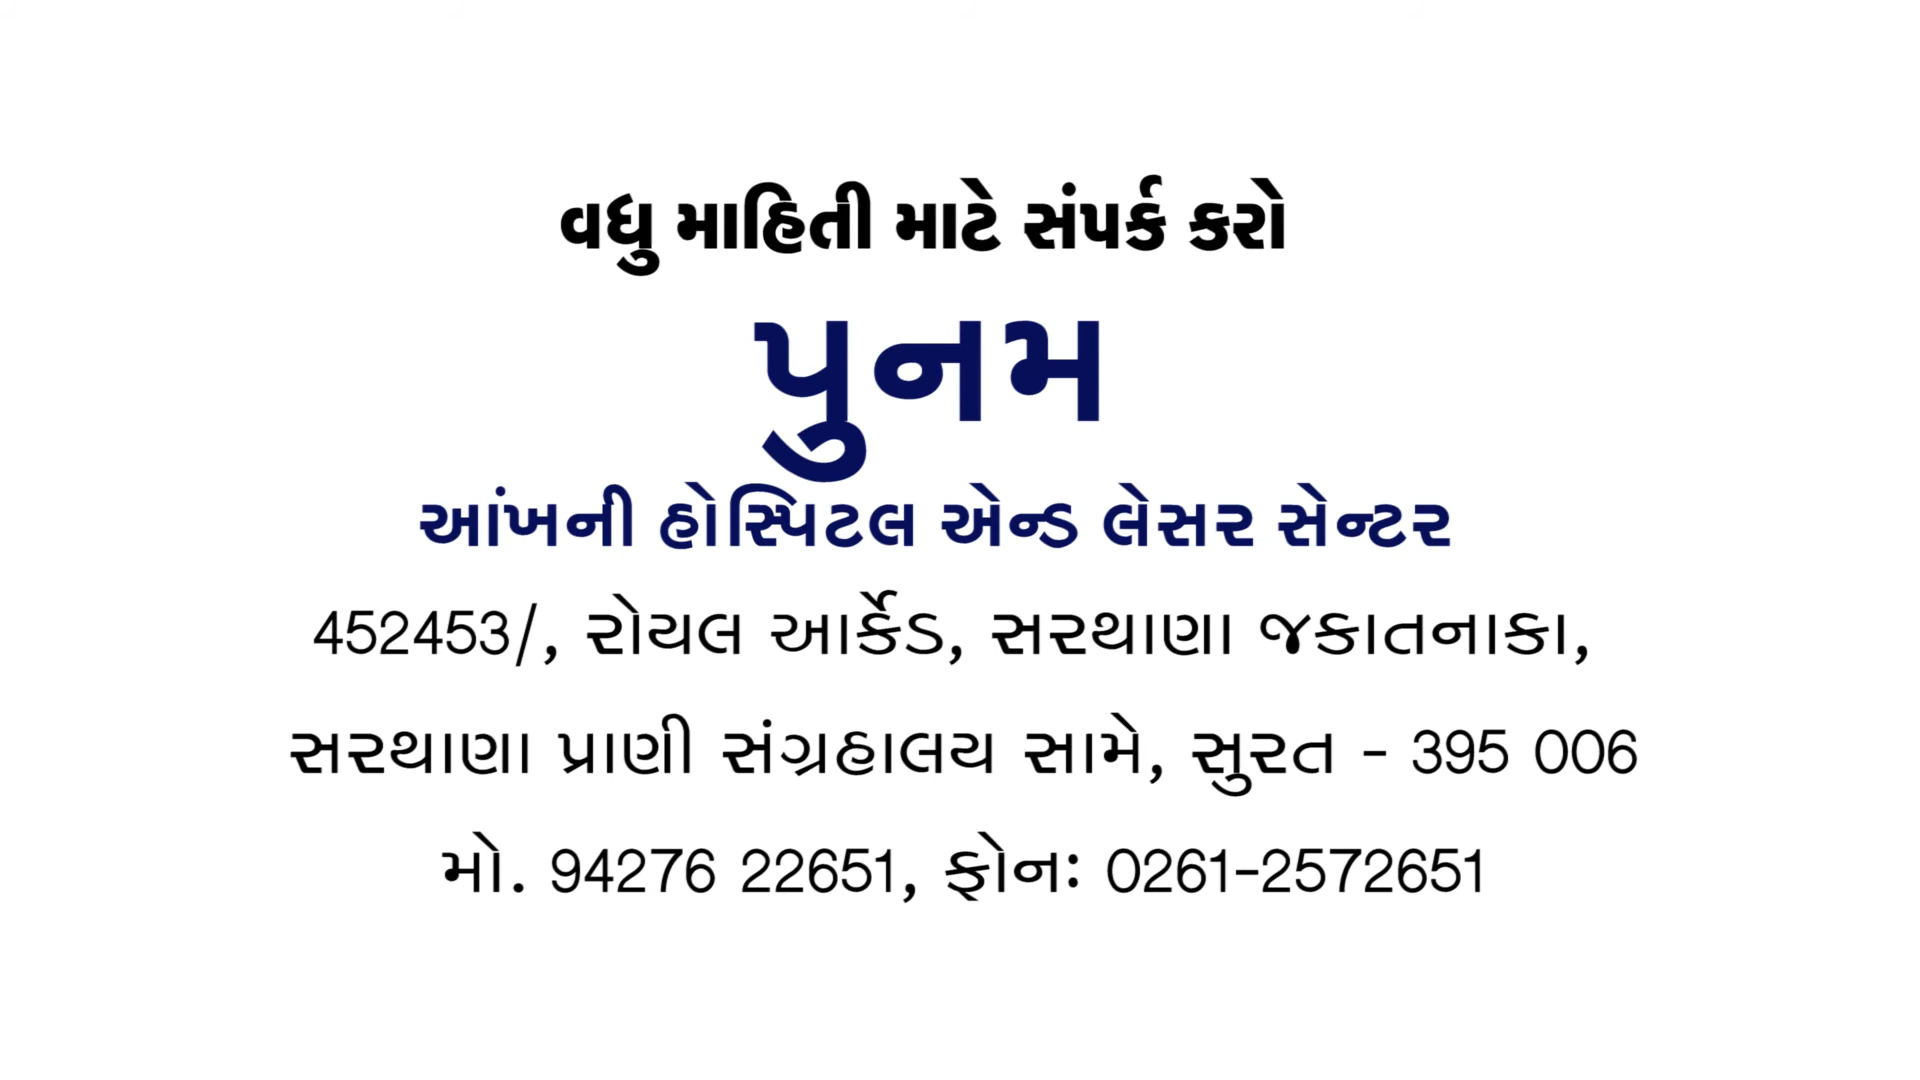 વધુ માહિતી માટે સંપર્ક કરો
પુનમ
આંખની હોસ્પિટલ એન્ડ લેસર સેન્ટર
452453/, રોયલ આર્કેડ, સરથાણા જકાતનાકા,
સરથાણા પ્રાણી સંગ્રહાલય સામે, સુરત - 395 006
મો. 94276 22651, ફોનઃ 0261-2572651